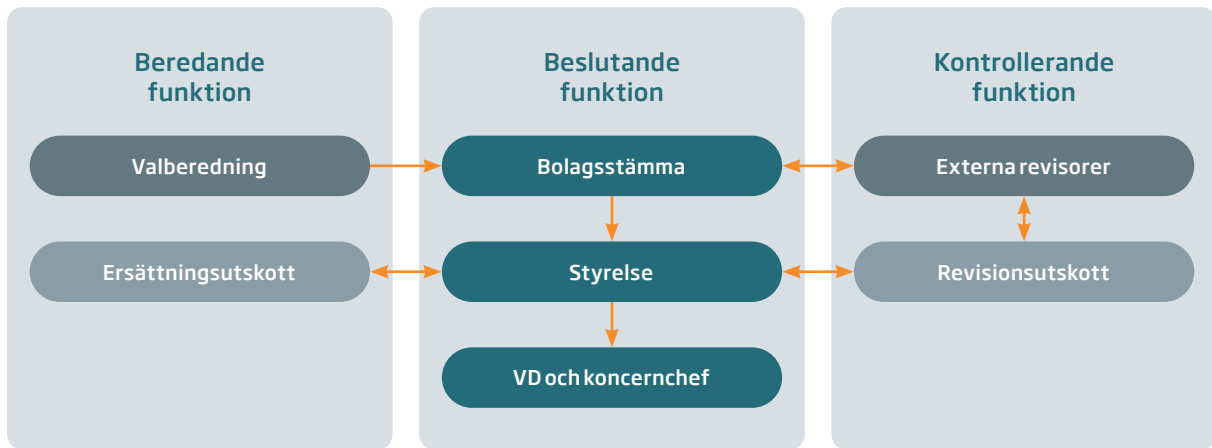 Beredande
funktion
Valberedning
Ersättningsutskott
Beslutande
funktion
Bolagsstämma
Styrelse
VD och koncernchef
Kontrollerande
funktion
Externa revisorer
Revisionsutskott